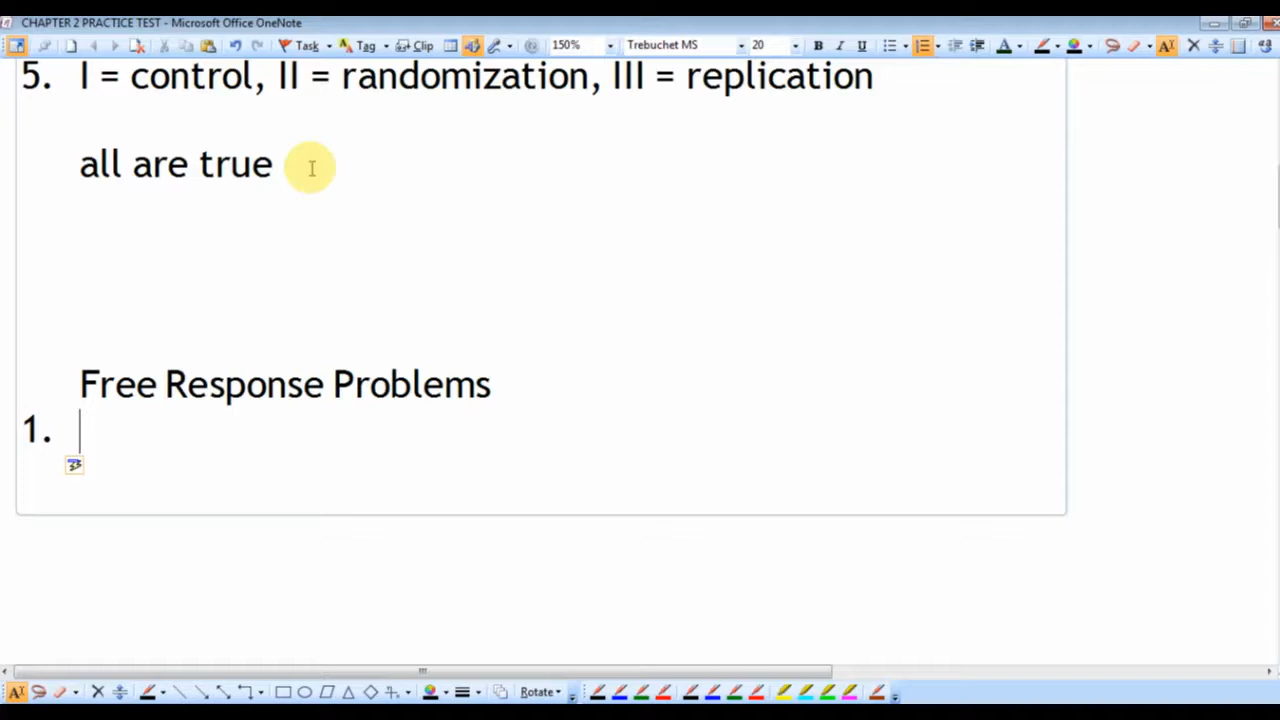 CHAPTER 2 PRACTICE TEST - Microsoft Office OneNote
Task Tag Clip 150% Trebuchet MS 20 B I U
5. I = control, II = randomization, III = replication
all are true
Free Response Problems
1.
Rotate